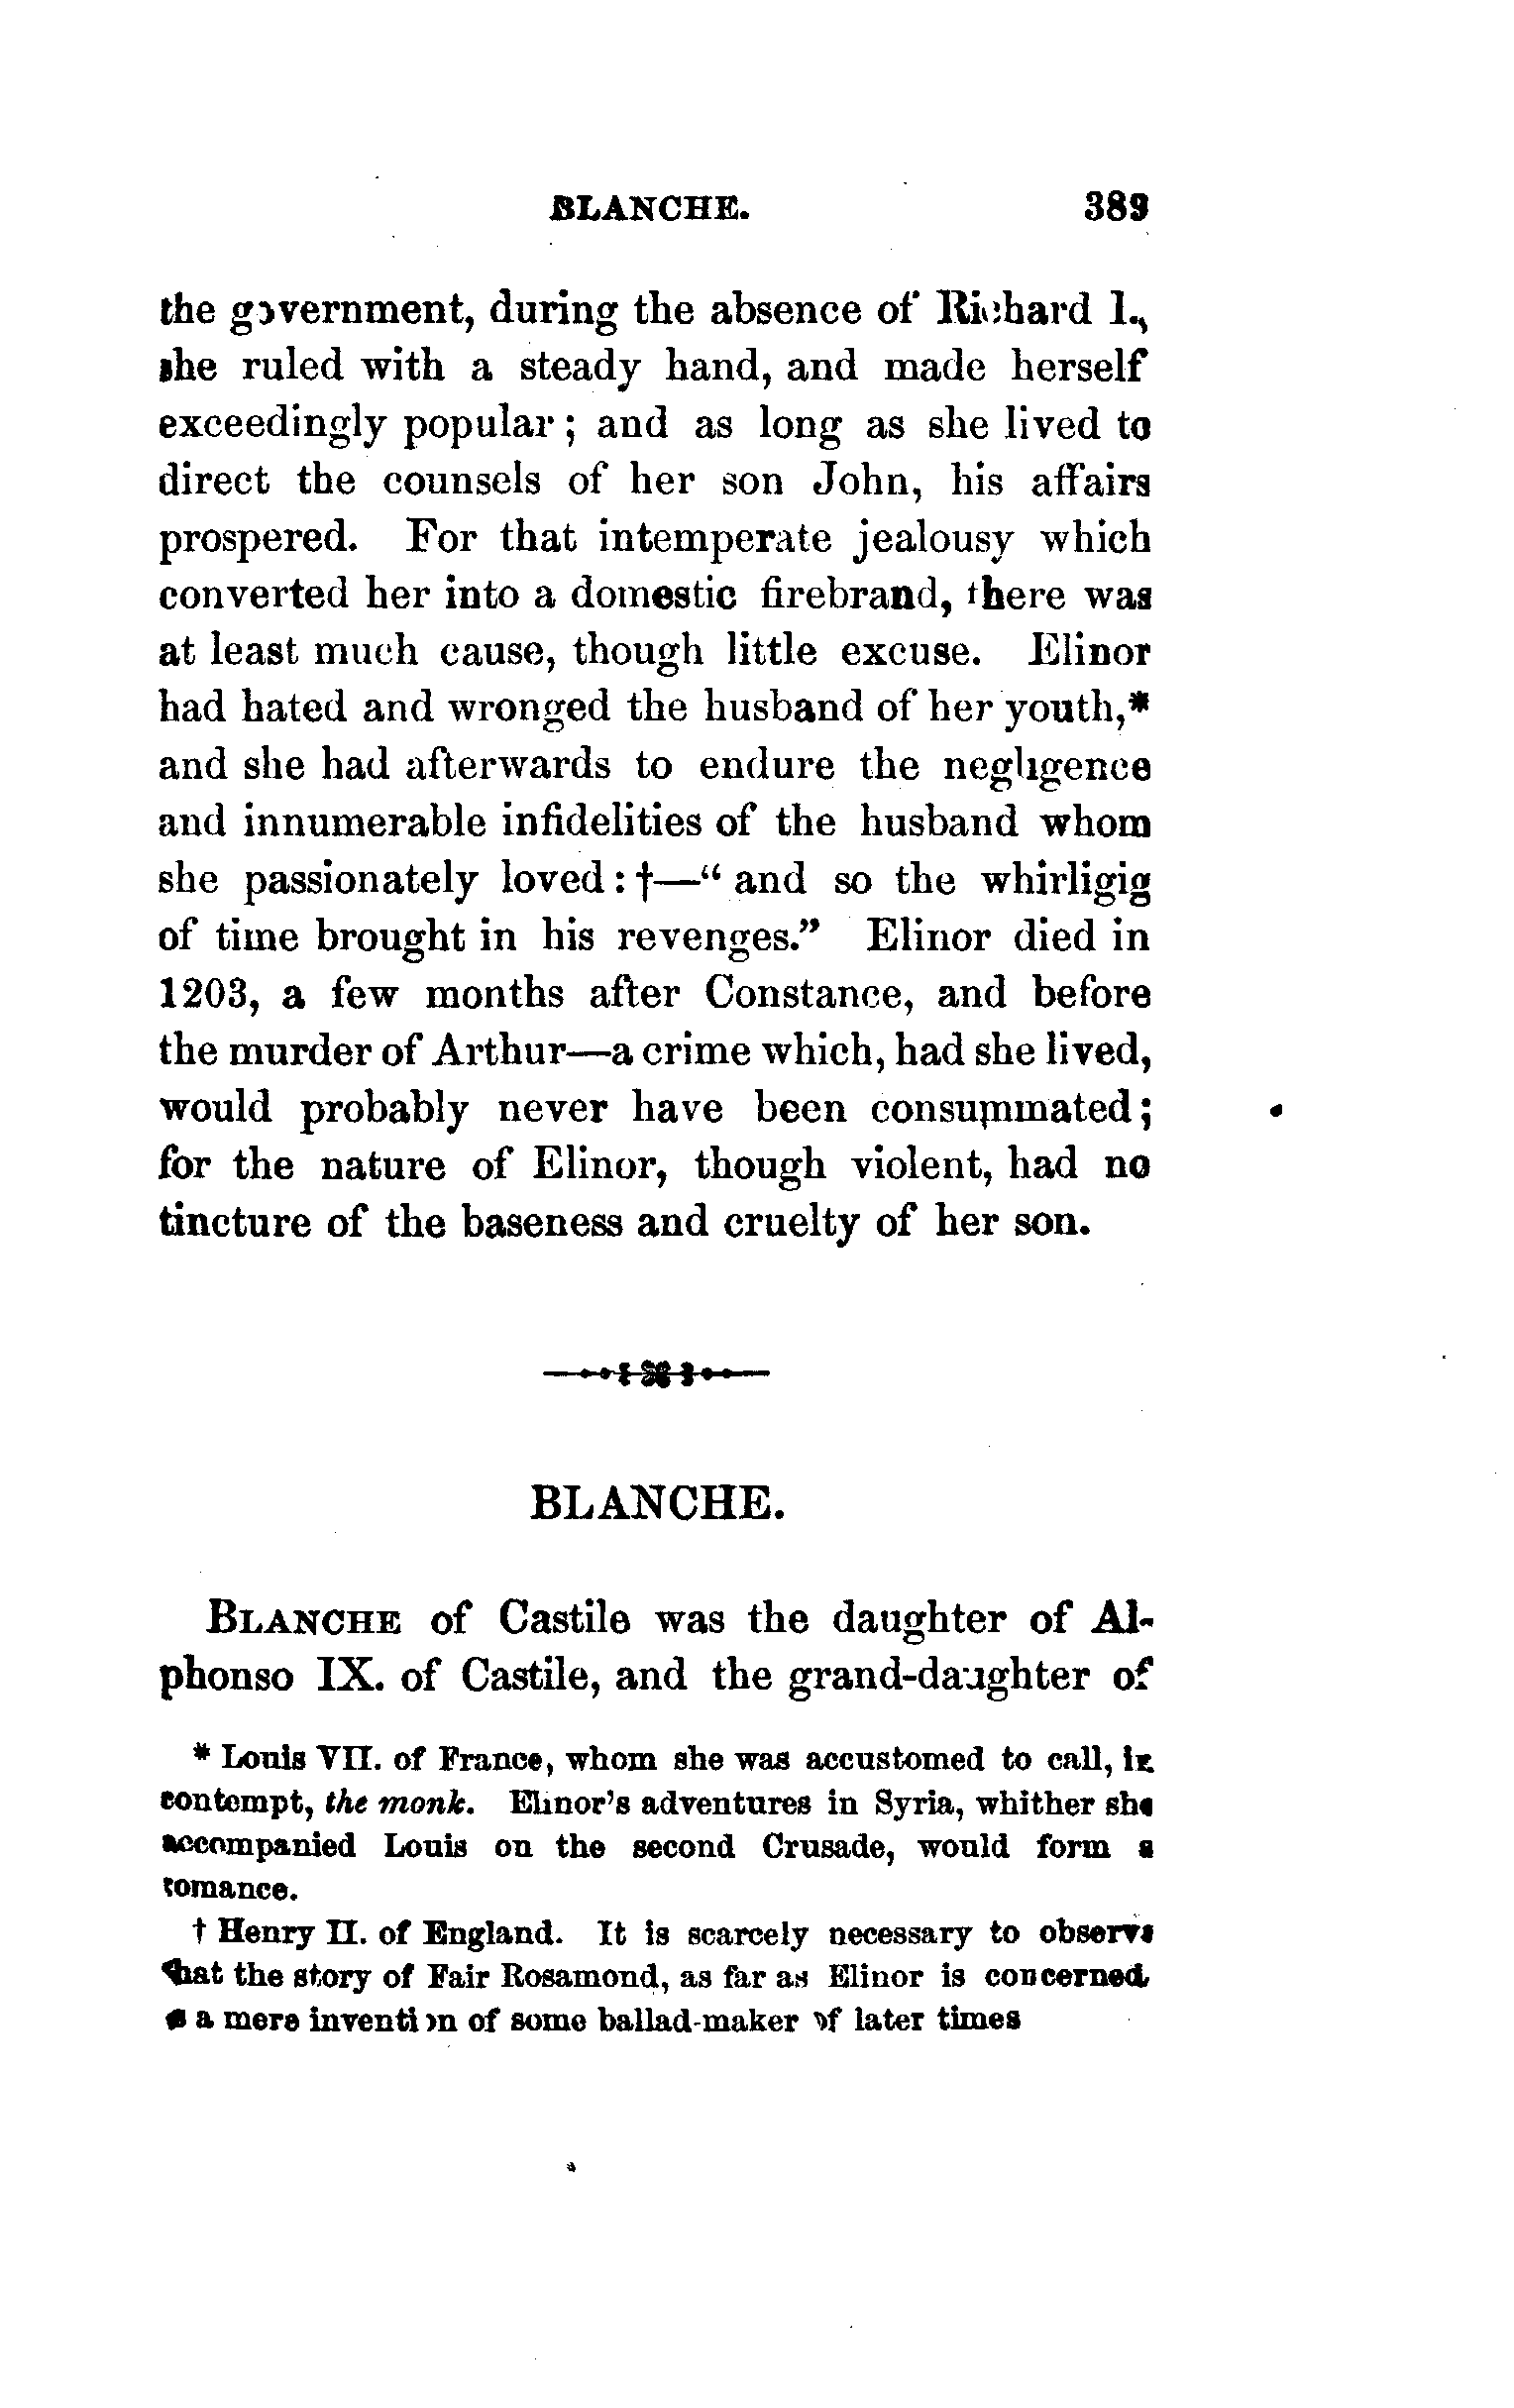 BLANCHE. 389
the government, during the absence of Richard I.,
she ruled with a steady hand, and made herself
exceedingly popular; and as long as she lived to
direct the counsels of her son John, his affairs
prospered. For that intemperate jealousy which
converted her into a domestic firebrand, there was
at least much cause, though little excuse. Elinor
had hated and wronged the husband of her youth,*
and she had afterwards to endure the negligence
and innumerable infidelities of the husband whom
she passionately loved: †—“and so the whirligig
of time brought in his revenges.” Elinor died in
1203, a few months after Constance, and before
the murder of Arthur—a crime which, had she lived,
would probably never have been consummated;
for the nature of Elinor, though violent, had no
tincture of the baseness and cruelty of her son.
BLANCHE.
BLANCHE of Castile was the daughter of Al-
phonso IX. of Castile, and the grand-daughter of
* Louis VII. of France, whom she was accustomed to call, in
contempt, the monk. Elinor's adventures in Syria, whither she
accompanied Louis on the second Crusade, would form a
romance.
† Henry II. of England. It is scarcely necessary to observe
that the story of Fair Rosamond, as far as Elinor is concerned,
is a mere invention of some ballad-maker of later times